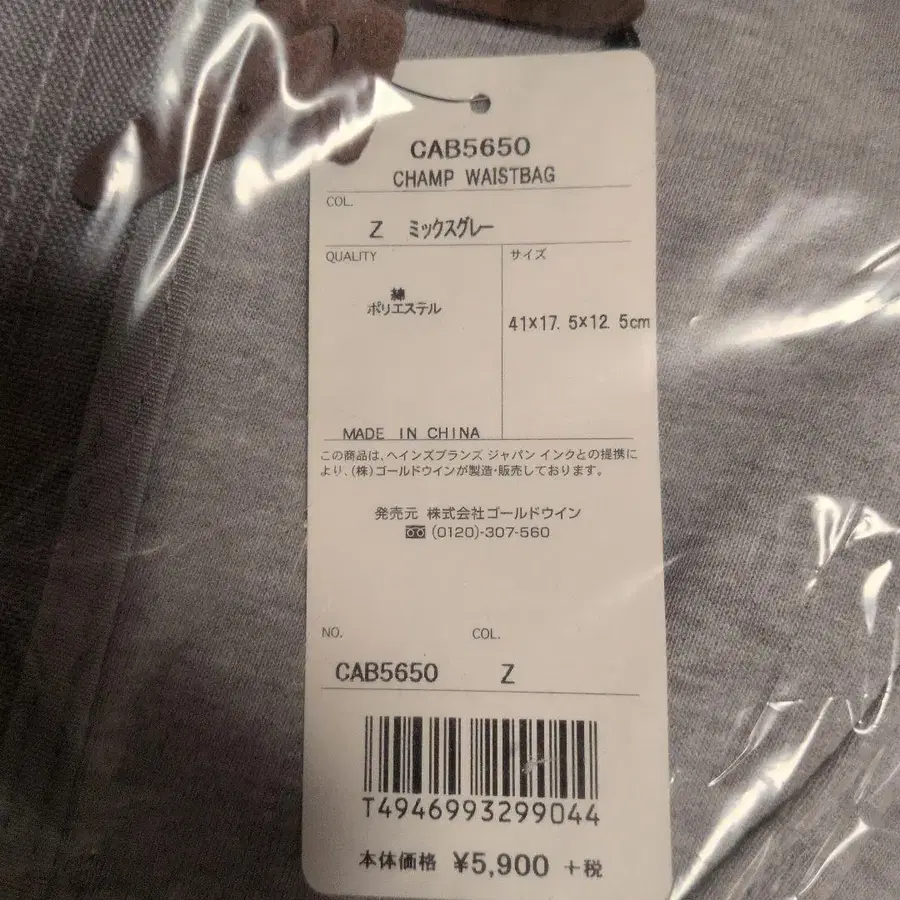 CAB5650
CHAMP WAISTBAG
COL.
Z ミックスグレー
QUALITY
サイズ
綿
ポリエステル
41×17.5×12.5cm
MADE IN CHINA
この商品は、ヘインズブランズ ジャパン インクとの提携に
より、(株)ゴールドウインが製造・販売しております。
発売元 株式会社ゴールドウイン
(0120)-307-560
NO. COL.
CAB5650 Z
T4946993299044
本体価格 ¥5,900 +税